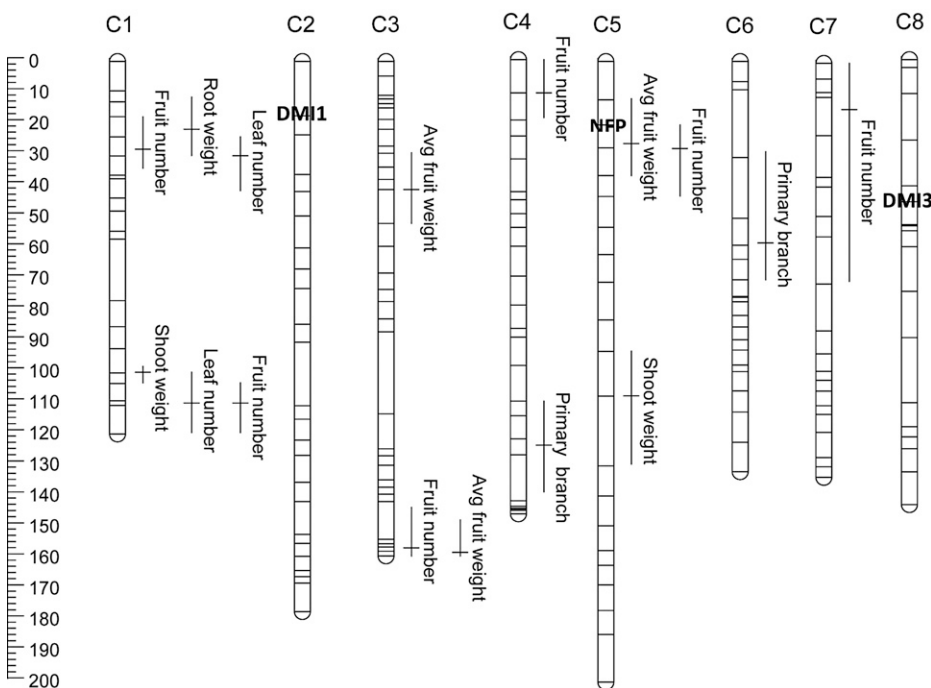 C1
C2
C3
C4
C5
C6
C7
C8
0
10
20
30
40
50
60
70
80
90
100
110
120
130
140
150
160
170
180
190
200
Fruit number
Root weight
Leaf number
Shoot weight
Leaf number
Fruit number
DMI1
Avg fruit weight
Fruit number
Avg fruit weight
Fruit number
Primary branch
NFP
Avg fruit weight
Fruit number
Shoot weight
Primary branch
Fruit number
DMI3